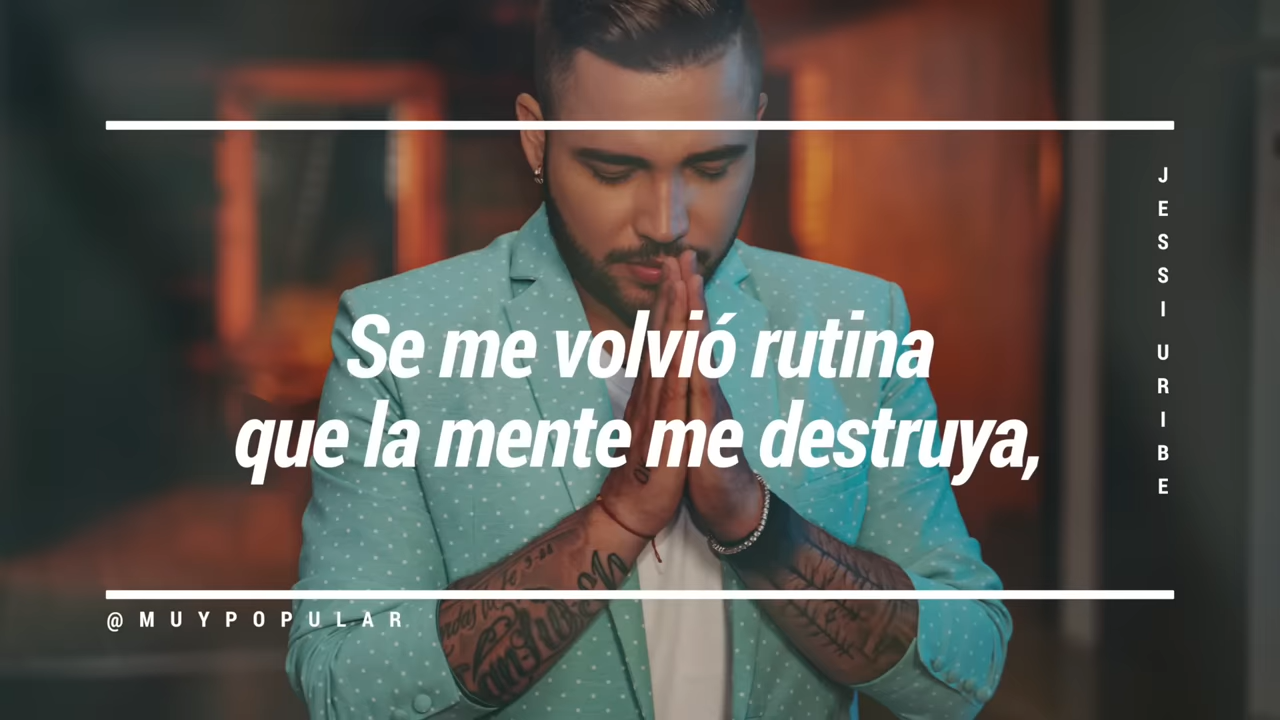 Se me volvió rutina
que la mente me destruya,
JESSI URIBE
@MUYPOPULAR